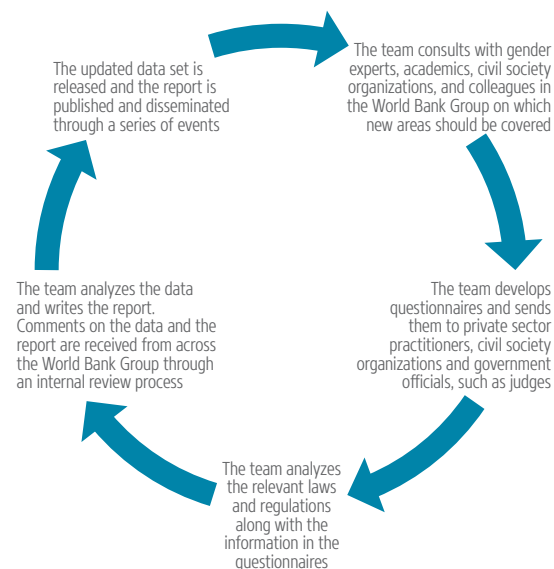 The updated data set is
released and the report is
published and disseminated
through a series of events
The team consults with gender
experts, academics, civil society
organizations, and colleagues in
the World Bank Group on which
new areas should be covered
The team develops
questionnaires and sends
them to private sector
practitioners, civil society
organizations and government
officials, such as judges
The team analyzes
the relevant laws
and regulations
along with the
information in the
questionnaires
The team analyzes the data
and writes the report.
Comments on the data and the
report are received from across
the World Bank Group through
an internal review process